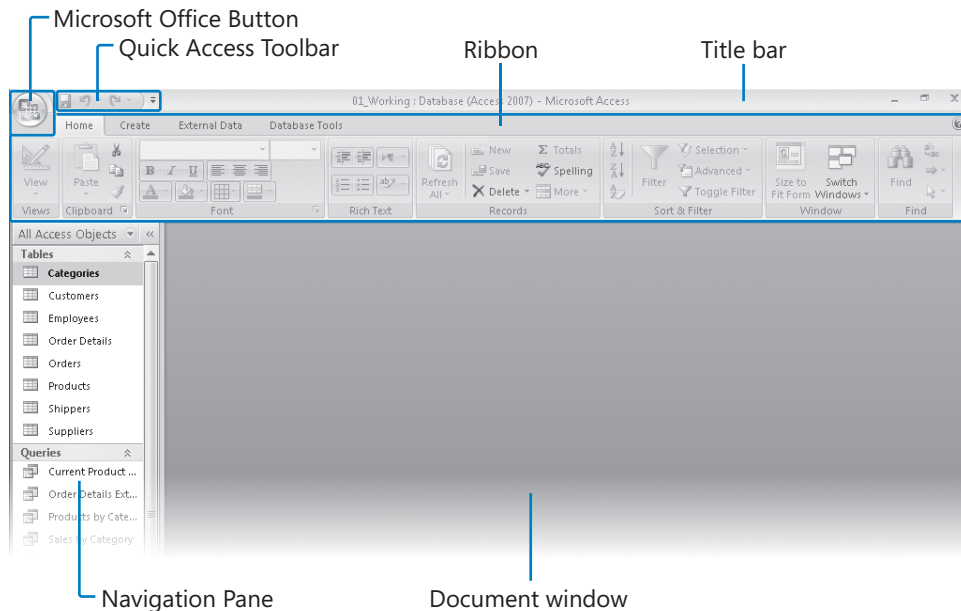 Microsoft Office Button
Quick Access Toolbar
Ribbon
Title bar
01_Working : Database (Access 2007) - Microsoft Access
Home Create External Data Database Tools
View
Paste
B I U
A
ab
Refresh All
New
Save
Delete
Σ Totals
ABC Spelling
More
Filter
Selection
Advanced
Toggle Filter
Size to Fit Form
Switch Windows
Find
Views Clipboard Font Rich Text Records Sort & Filter Window Find
All Access Objects «
Tables
Categories
Customers
Employees
Order Details
Orders
Products
Shippers
Suppliers
Queries
Current Product ...
Order Details Ext...
Products by Cate...
Sales by Category
Navigation Pane
Document window